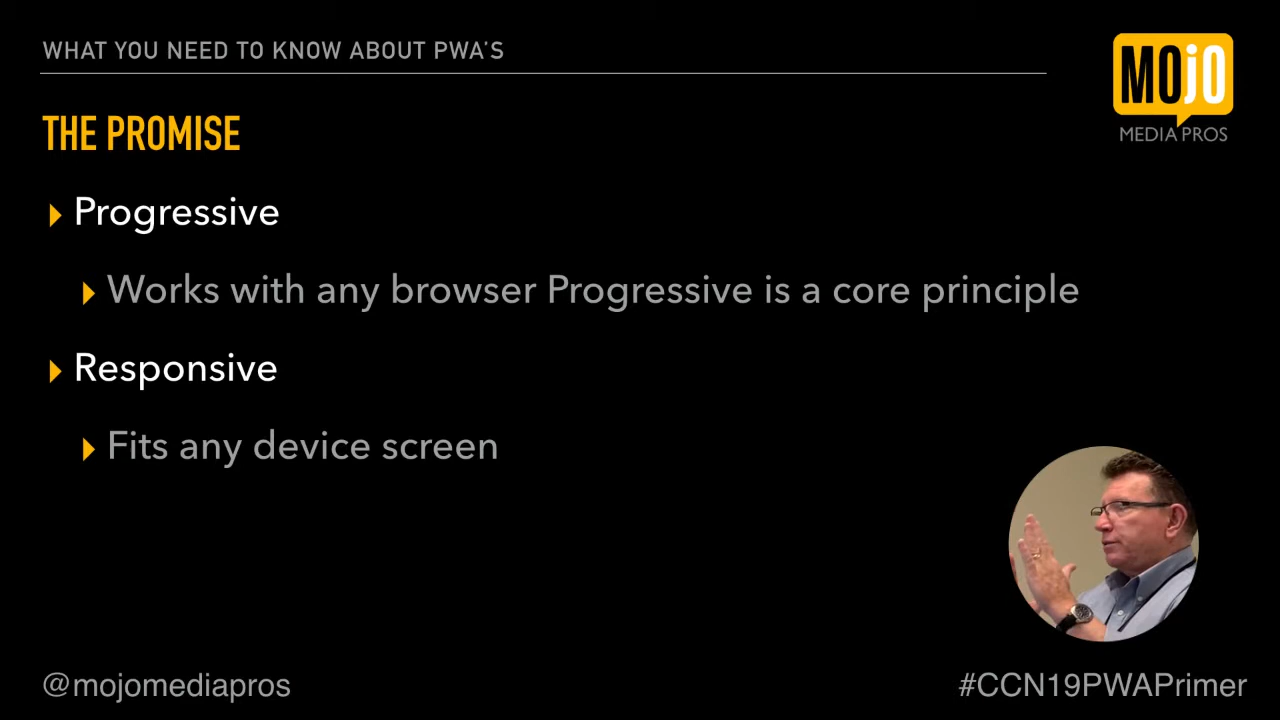 WHAT YOU NEED TO KNOW ABOUT PWA'S
MOjO
MEDIA PROS
THE PROMISE
Progressive
Works with any browser Progressive is a core principle
Responsive
Fits any device screen
@mojomediapros
#CCN19PWAPrimer